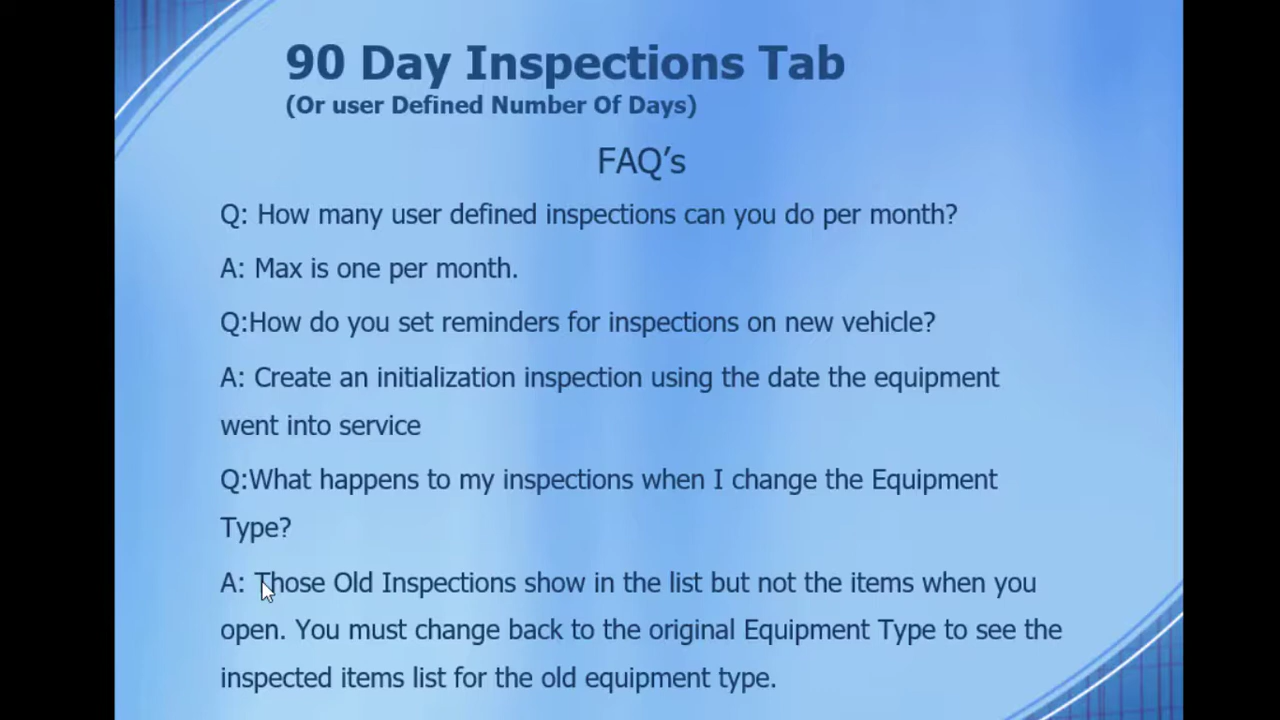 90 Day Inspections Tab
(Or user Defined Number Of Days)
FAQ's
Q: How many user defined inspections can you do per month?
A: Max is one per month.
Q:How do you set reminders for inspections on new vehicle?
A: Create an initialization inspection using the date the equipment
went into service
Q:What happens to my inspections when I change the Equipment
Type?
A: Those Old Inspections show in the list but not the items when you
open. You must change back to the original Equipment Type to see the
inspected items list for the old equipment type.